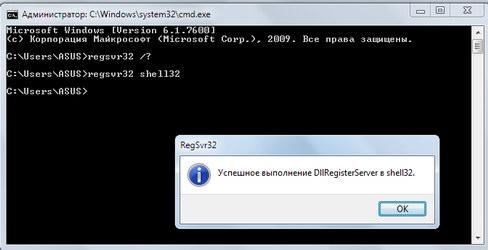 Администратор: C:\Windows\system32\cmd.exe
Microsoft Windows [Version 6.1.7600]
(c) Корпорация Майкрософт (Microsoft Corp.), 2009. Все права защищены.
C:\Users\ASUS>regsvr32 /?
C:\Users\ASUS>regsvr32 shell32
C:\Users\ASUS>
RegSvr32
Успешное выполнение DllRegisterServer в shell32.
OK